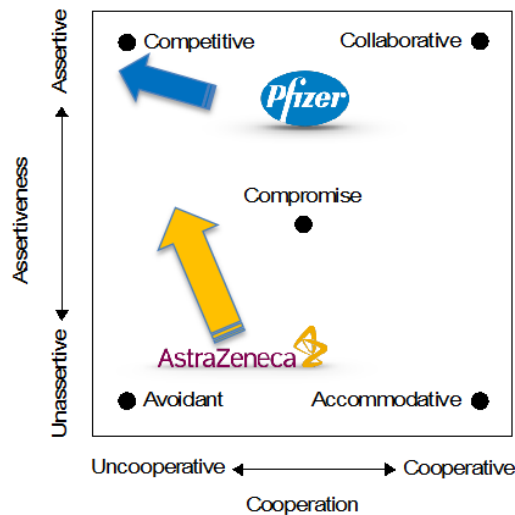 Assertive
Competitive
Collaborative
Pfizer
Assertiveness
Compromise
AstraZeneca
Unassertive
Avoidant
Accommodative
Uncooperative
Cooperative
Cooperation